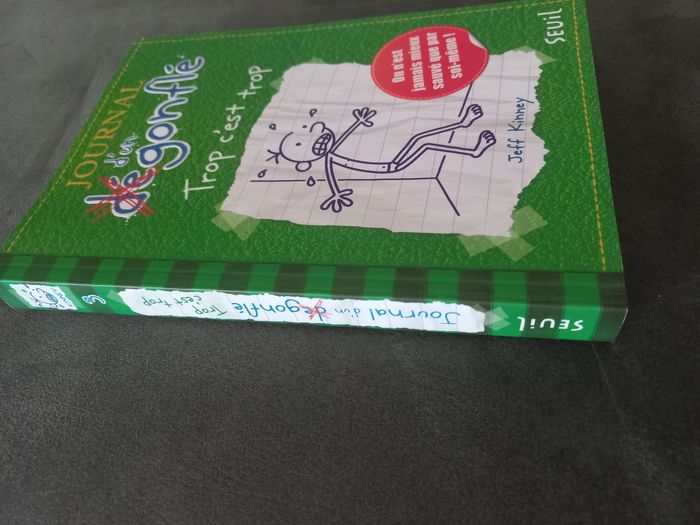 JOURNAL
d'un
dégonflé
Trop c'est trop
On n'est
jamais mieux
sauvé que par
soi-même !
Jeff Kinney
SEUIL
SEUIL
Journal d'un dégonflé
Trop
c'est trop
3